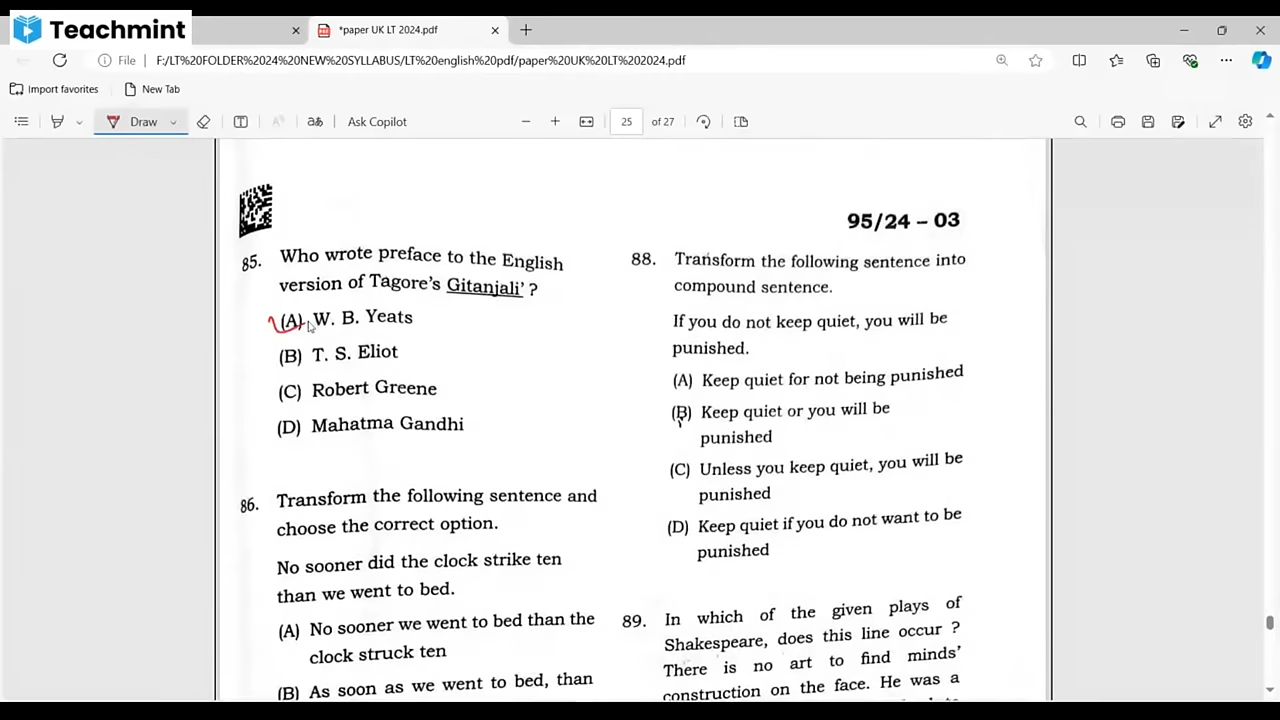 Teachmint
*paper UK LT 2024.pdf
File
F:/LT%20FOLDER%2024%20NEW%20SYLLABUS/LT%20english%20pdf/paper%20UK%20LT%202024.pdf
Import favorites
New Tab
Draw
Ask Copilot
25 of 27
95/24 – 03
85. Who wrote preface to the English
version of Tagore's Gitanjali' ?
(A) W. B. Yeats
(B) T. S. Eliot
(C) Robert Greene
(D) Mahatma Gandhi
86. Transform the following sentence and
choose the correct option.
No sooner did the clock strike ten
than we went to bed.
(A) No sooner we went to bed than the
clock struck ten
(B) As soon as we went to bed, than
88. Transform the following sentence into
compound sentence.
If you do not keep quiet, you will be
punished.
(A) Keep quiet for not being punished
(B) Keep quiet or you will be
punished
(C) Unless you keep quiet, you will be
punished
(D) Keep quiet if you do not want to be
punished
89. In which of the given plays of
Shakespeare, does this line occur ?
There is no art to find minds'
construction on the face. He was a